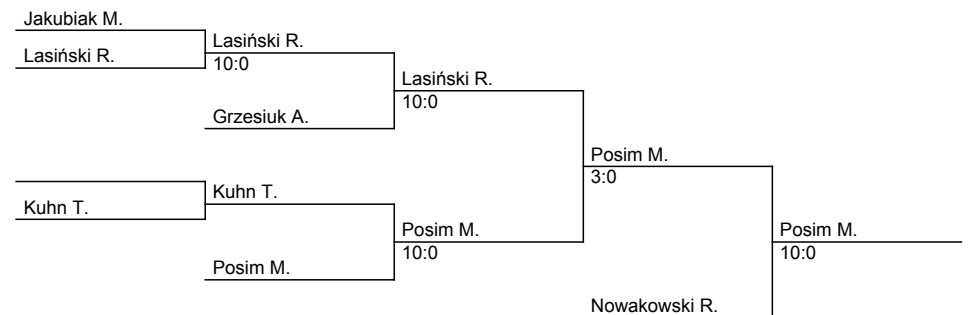 Jakubiak M.
Lasiński R.
Lasiński R.
10:0
Lasiński R.
10:0
Grzesiuk A.
Posim M.
3:0
Kuhn T.
Kuhn T.
Posim M.
10:0
Posim M.
10:0
Posim M.
Nowakowski R.